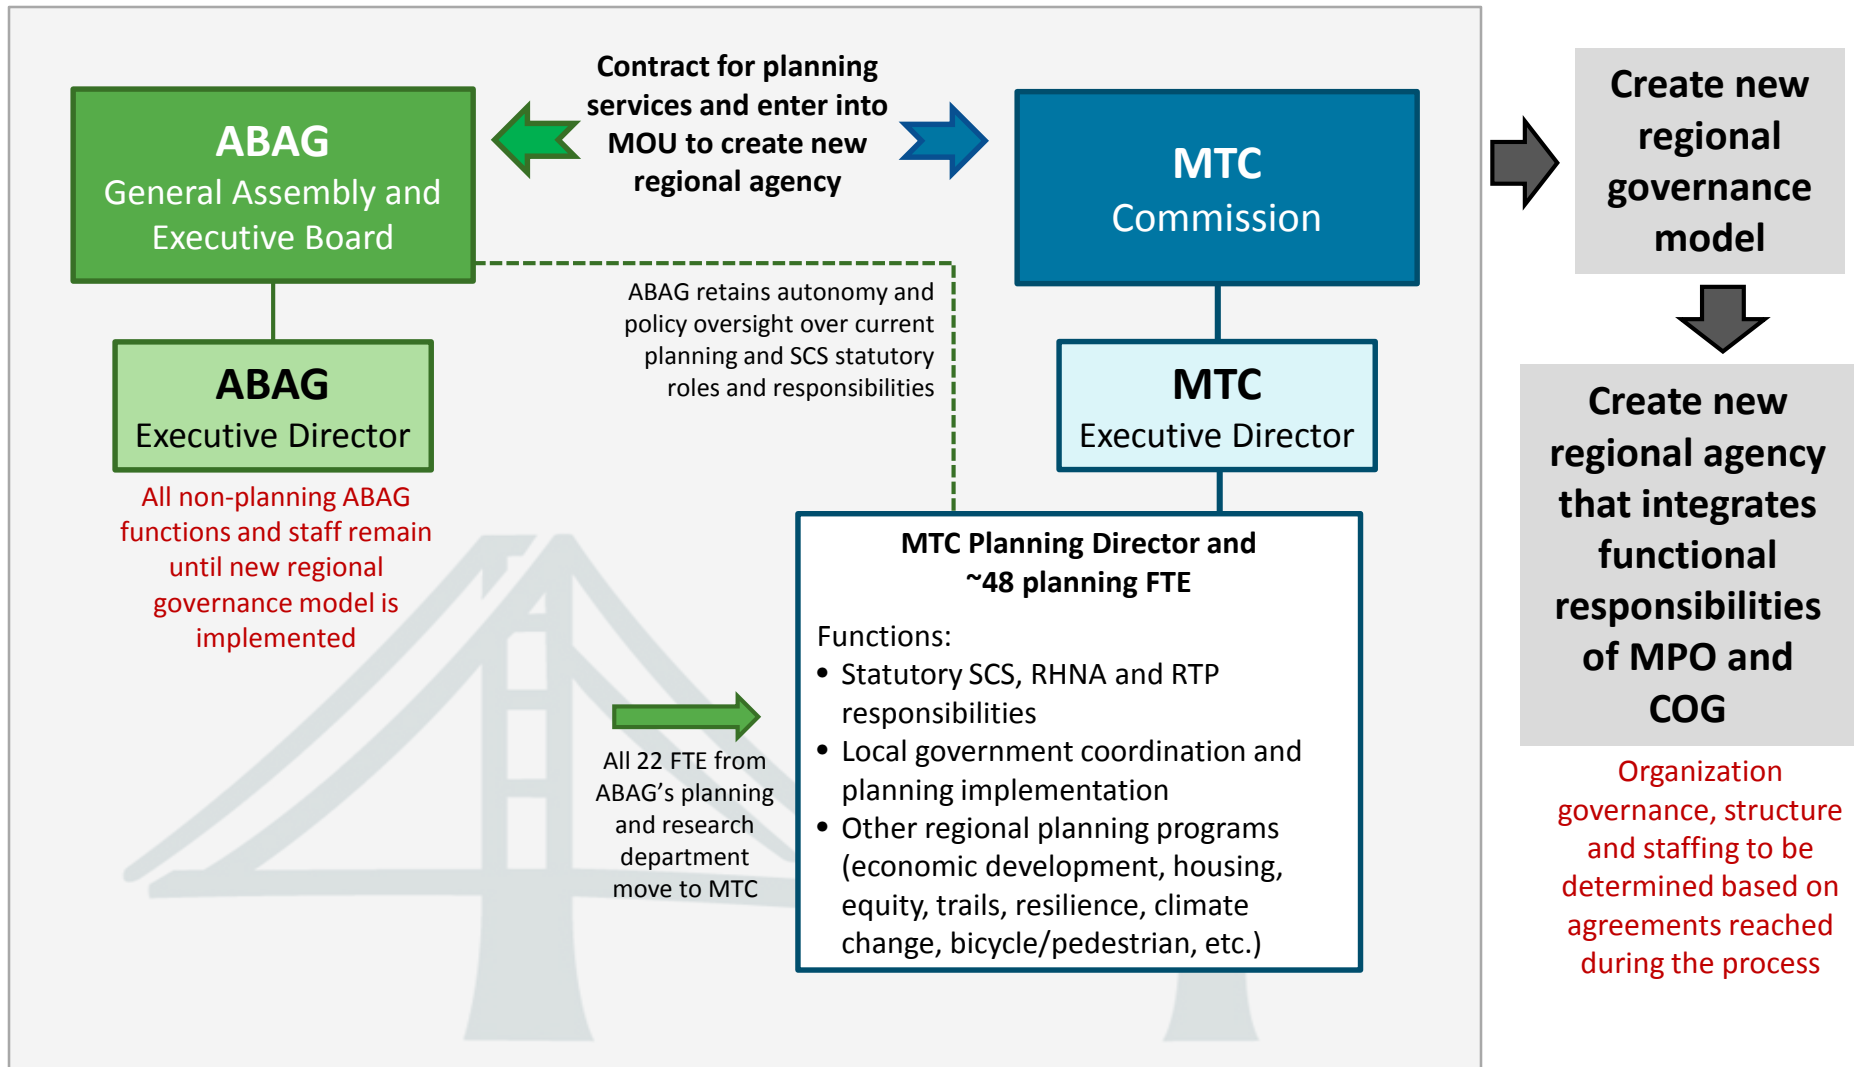 Contract for planning
services and enter into
MOU to create new
regional agency
ABAG
General Assembly and
Executive Board
MTC
Commission
ABAG retains autonomy and
policy oversight over current
planning and SCS statutory
roles and responsibilities
ABAG
Executive Director
MTC
Executive Director
All non-planning ABAG
functions and staff remain
until new regional
governance model is
implemented
MTC Planning Director and
~48 planning FTE
Functions:
• Statutory SCS, RHNA and RTP
responsibilities
• Local government coordination and
planning implementation
• Other regional planning programs
(economic development, housing,
equity, trails, resilience, climate
change, bicycle/pedestrian, etc.)
All 22 FTE from
ABAG’s planning
and research
department
move to MTC
Create new
regional
governance
model
Create new
regional agency
that integrates
functional
responsibilities
of MPO and
COG
Organization
governance, structure
and staffing to be
determined based on
agreements reached
during the process